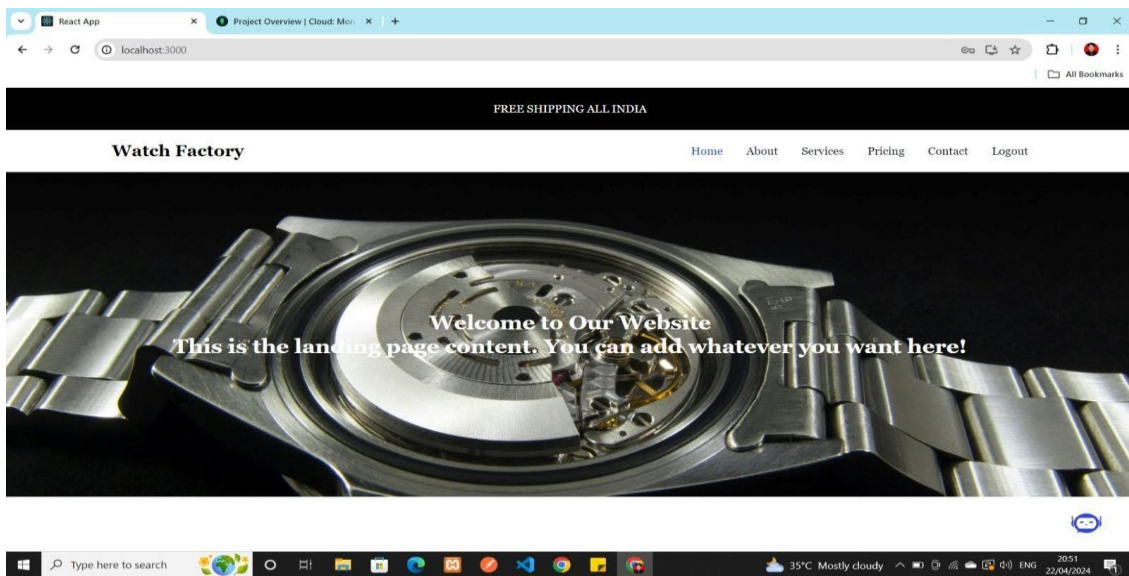 React App
Project Overview | Cloud: Mon
localhost:3000
All Bookmarks
FREE SHIPPING ALL INDIA
Watch Factory
Home About Services Pricing Contact Logout
Welcome to Our Website
This is the landing page content. You can add whatever you want here!
Type here to search
35°C Mostly cloudy
ENG
20:51
22/04/2024